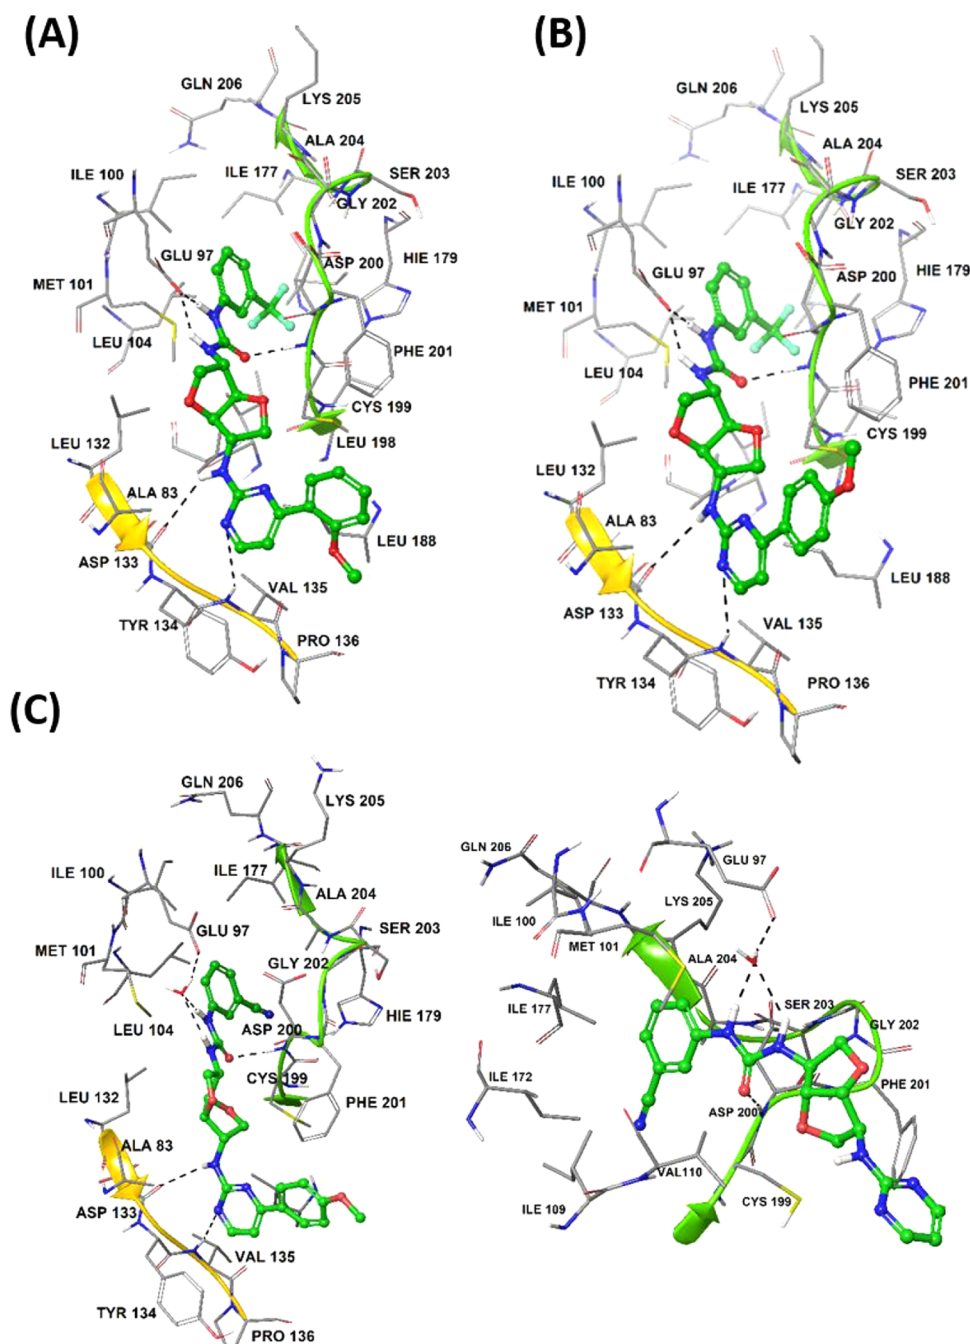 (A)
GLN 206
LYS 205
ALA 204
ILE 100
ILE 177
SER 203
GLY 202
GLU 97
ASP 200
HIE 179
MET 101
LEU 104
PHE 201
CYS 199
LEU 132
LEU 198
ALA 83
LEU 188
ASP 133
VAL 135
TYR 134
PRO 136
(B)
GLN 206
LYS 205
ALA 204
ILE 100
ILE 177
SER 203
GLY 202
GLU 97
ASP 200
HIE 179
MET 101
LEU 104
PHE 201
CYS 199
LEU 132
ALA 83
LEU 188
ASP 133
VAL 135
TYR 134
PRO 136
(C)
GLN 206
LYS 205
ILE 100
ILE 177
ALA 204
GLU 97
SER 203
MET 101
GLY 202
LEU 104
ASP 200
HIE 179
CYS 199
LEU 132
PHE 201
ALA 83
ASP 133
VAL 135
TYR 134
PRO 136
GLN 206
GLU 97
LYS 205
ILE 100
MET 101
ALA 204
ILE 177
SER 203
GLY 202
ILE 172
PHE 201
ASP 200
VAL110
CYS 199
ILE 109